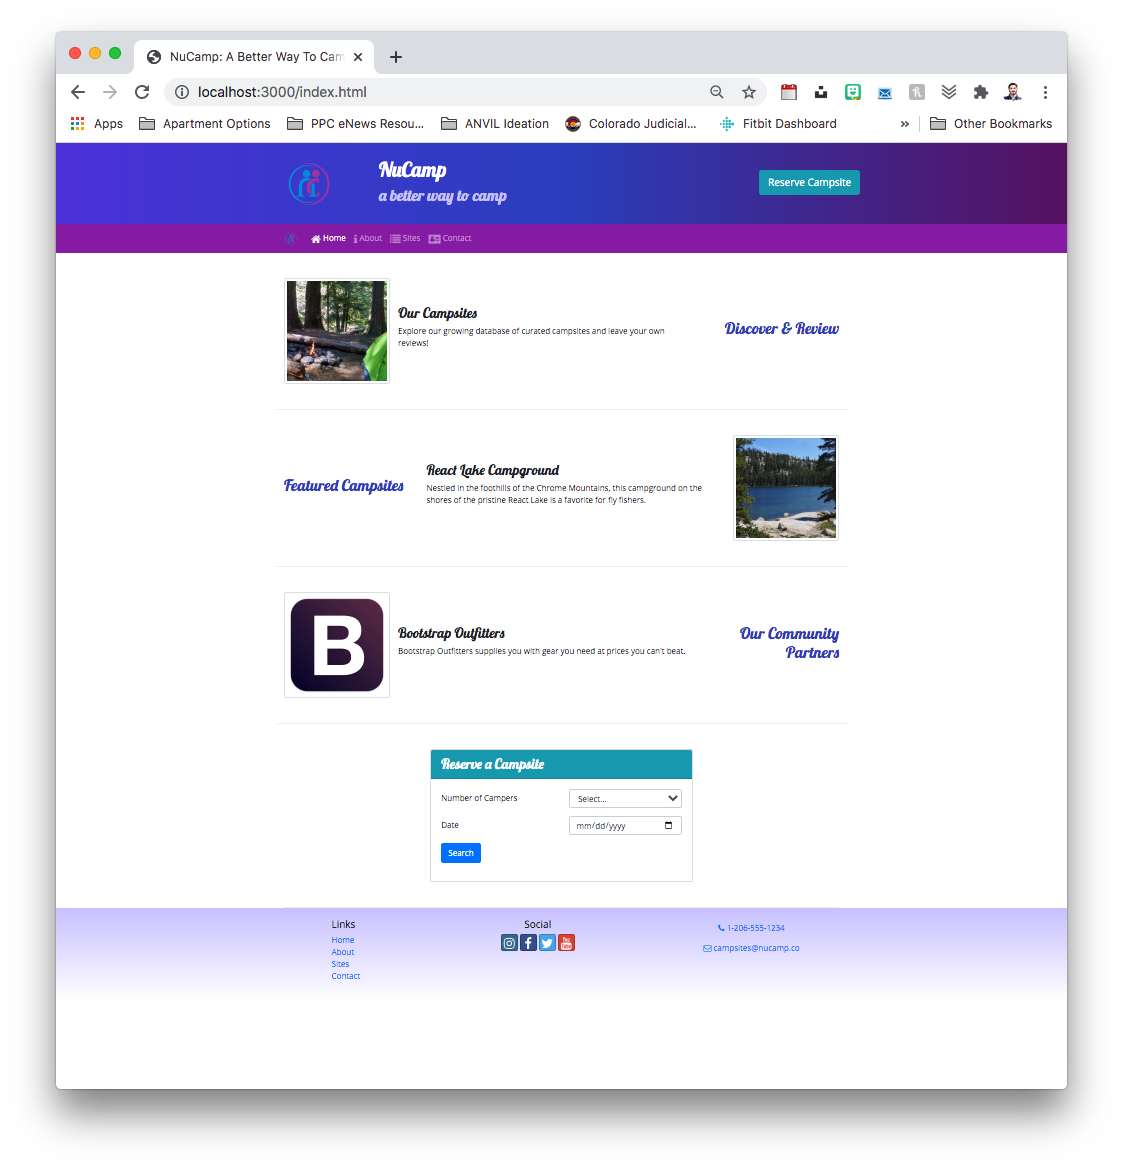 NuCamp: A Better Way To Cam
localhost:3000/index.html
Apps
Apartment Options
PPC eNews Resou...
ANVIL Ideation
Colorado Judicial...
Fitbit Dashboard
»
Other Bookmarks
NuCamp
a better way to camp
Reserve Campsite
Home
About
Sites
Contact
Our Campsites
Explore our growing database of curated campsites and leave your own
reviews!
Discover & Review
Featured Campsites
React Lake Campground
Nestled in the foothills of the Chrome Mountains, this campground on the
shores of the pristine React Lake is a favorite for fly fishers.
B
Bootstrap Outfitters
Bootstrap Outfitters supplies you with gear you need at prices you can't beat.
Our Community
Partners
Reserve a Campsite
Number of Campers
Select...
Date
mm/dd/yyyy
Search
Links
Home
About
Sites
Contact
Social
You
Tube
1-206-555-1234
campsites@nucamp.co